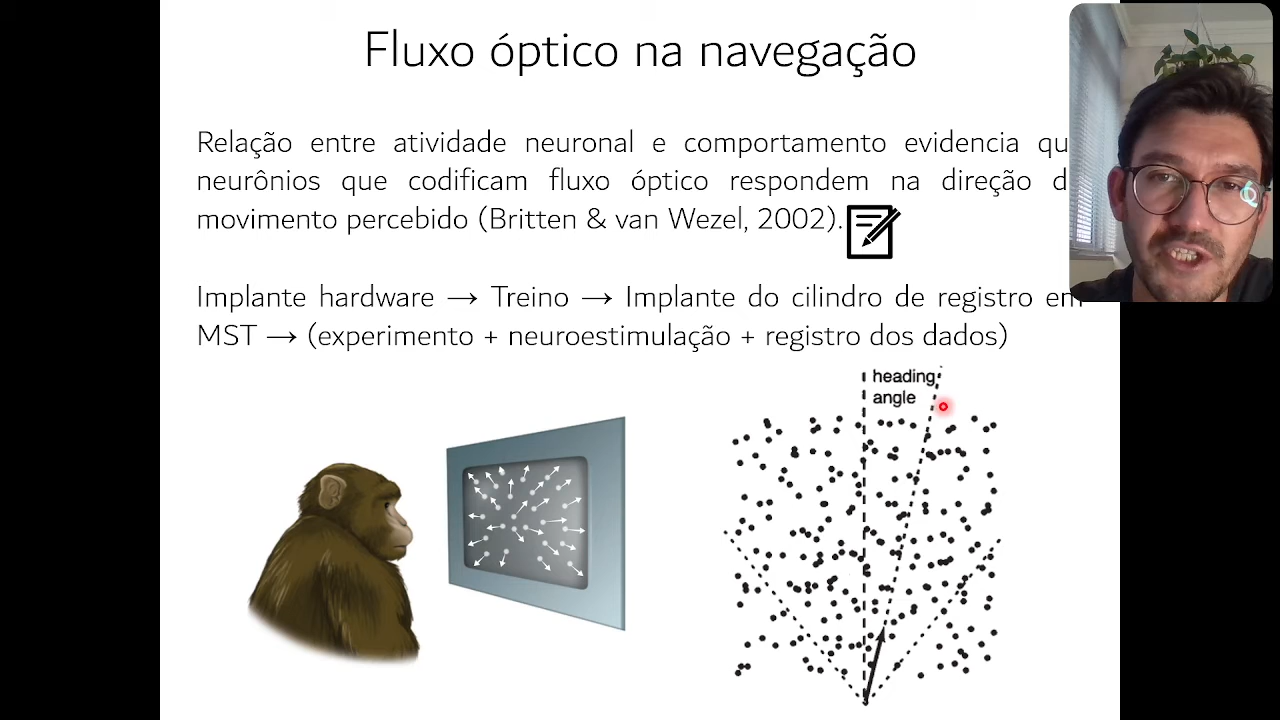 Fluxo óptico na navegação
Relação entre atividade neuronal e comportamento evidencia qu
neurônios que codificam fluxo óptico respondem na direção d
movimento percebido (Britten & van Wezel, 2002).
Implante hardware → Treino → Implante do cilindro de registro em
MST → (experimento + neuroestimulação + registro dos dados)
heading
angle